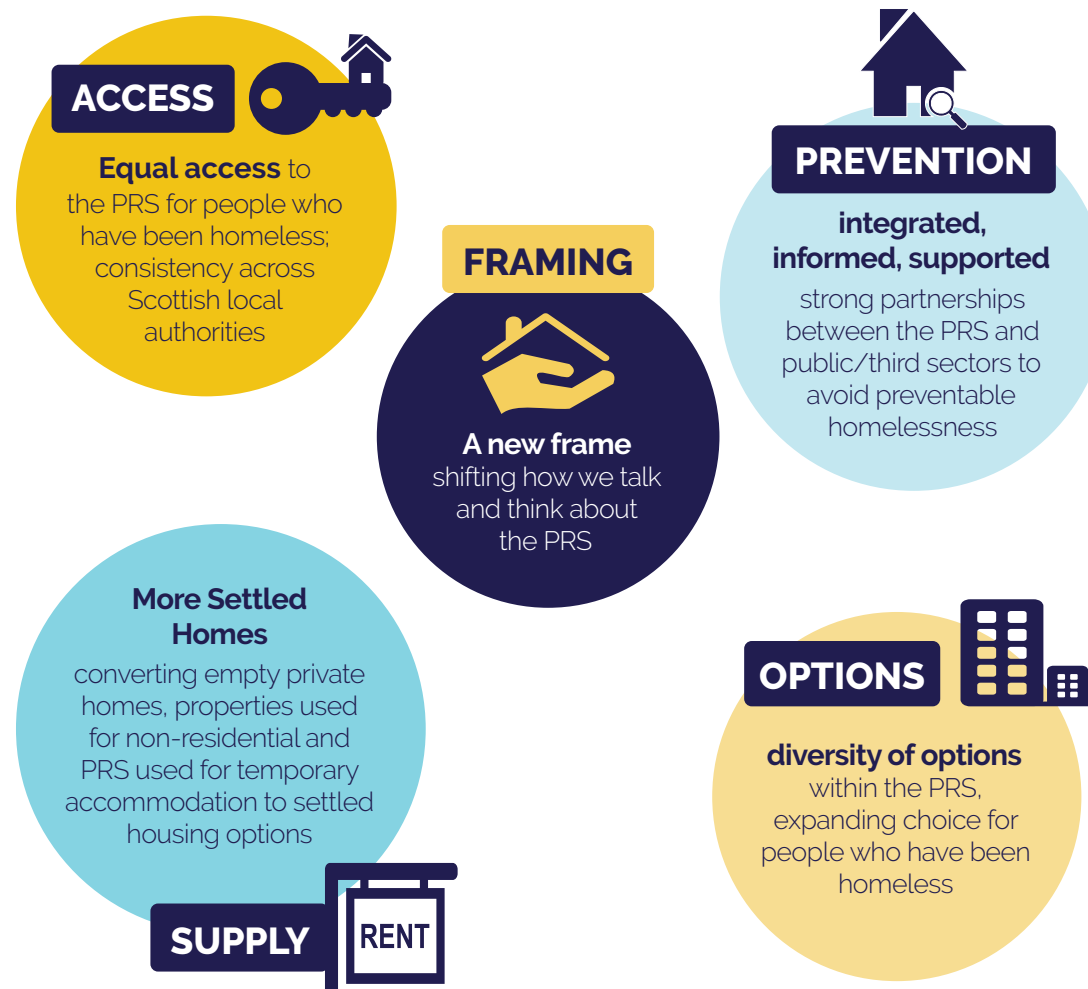 ACCESS
Equal access to
the PRS for people who
have been homeless;
consistency across
Scottish local
authorities
PREVENTION
integrated,
informed, supported
strong partnerships
between the PRS and
public/third sectors to
avoid preventable
homelessness
FRAMING
A new frame
shifting how we talk
and think about
the PRS
More Settled
Homes
converting empty private
homes, properties used
for non-residential and
PRS used for temporary
accommodation to settled
housing options
SUPPLY
RENT
OPTIONS
diversity of options
within the PRS,
expanding choice for
people who have been
homeless